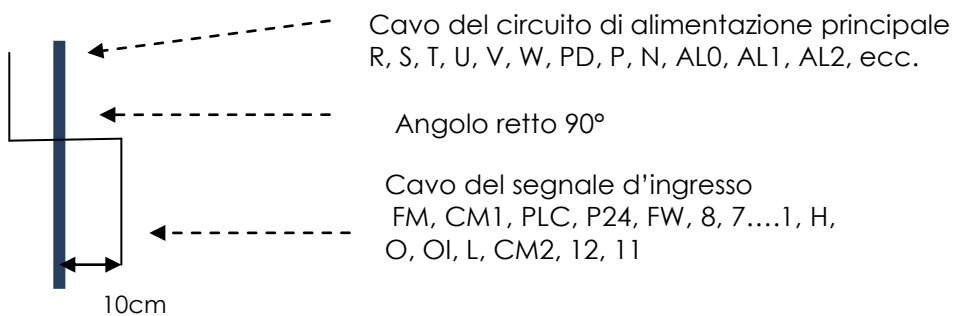 Cavo del circuito di alimentazione principale
R, S, T, U, V, W, PD, P, N, AL0, AL1, AL2, ecc.
Angolo retto 90°
Cavo del segnale d’ingresso
FM, CM1, PLC, P24, FW, 8, 7….1, H,
O, OI, L, CM2, 12, 11
10cm